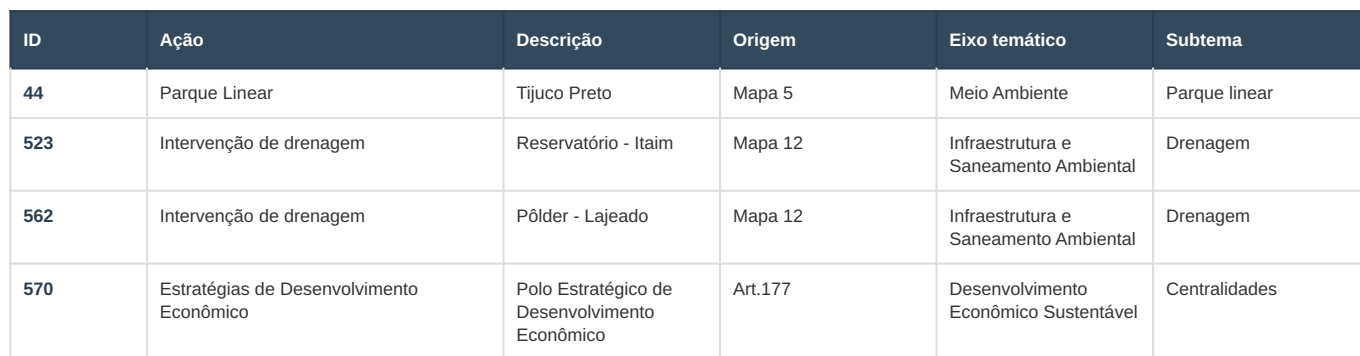 ID Ação Descrição Origem Eixo temático Subtema
44 Parque Linear Tijuco Preto Mapa 5 Meio Ambiente Parque linear
523 Intervenção de drenagem Reservatório - Itaim Mapa 12 Infraestrutura e Drenagem
Saneamento Ambiental
562 Intervenção de drenagem Pôlder - Lajeado Mapa 12 Infraestrutura e Drenagem
Saneamento Ambiental
570 Estratégias de Desenvolvimento Polo Estratégico de Art.177 Desenvolvimento Centralidades
Econômico Desenvolvimento Econômico Sustentável
Econômico